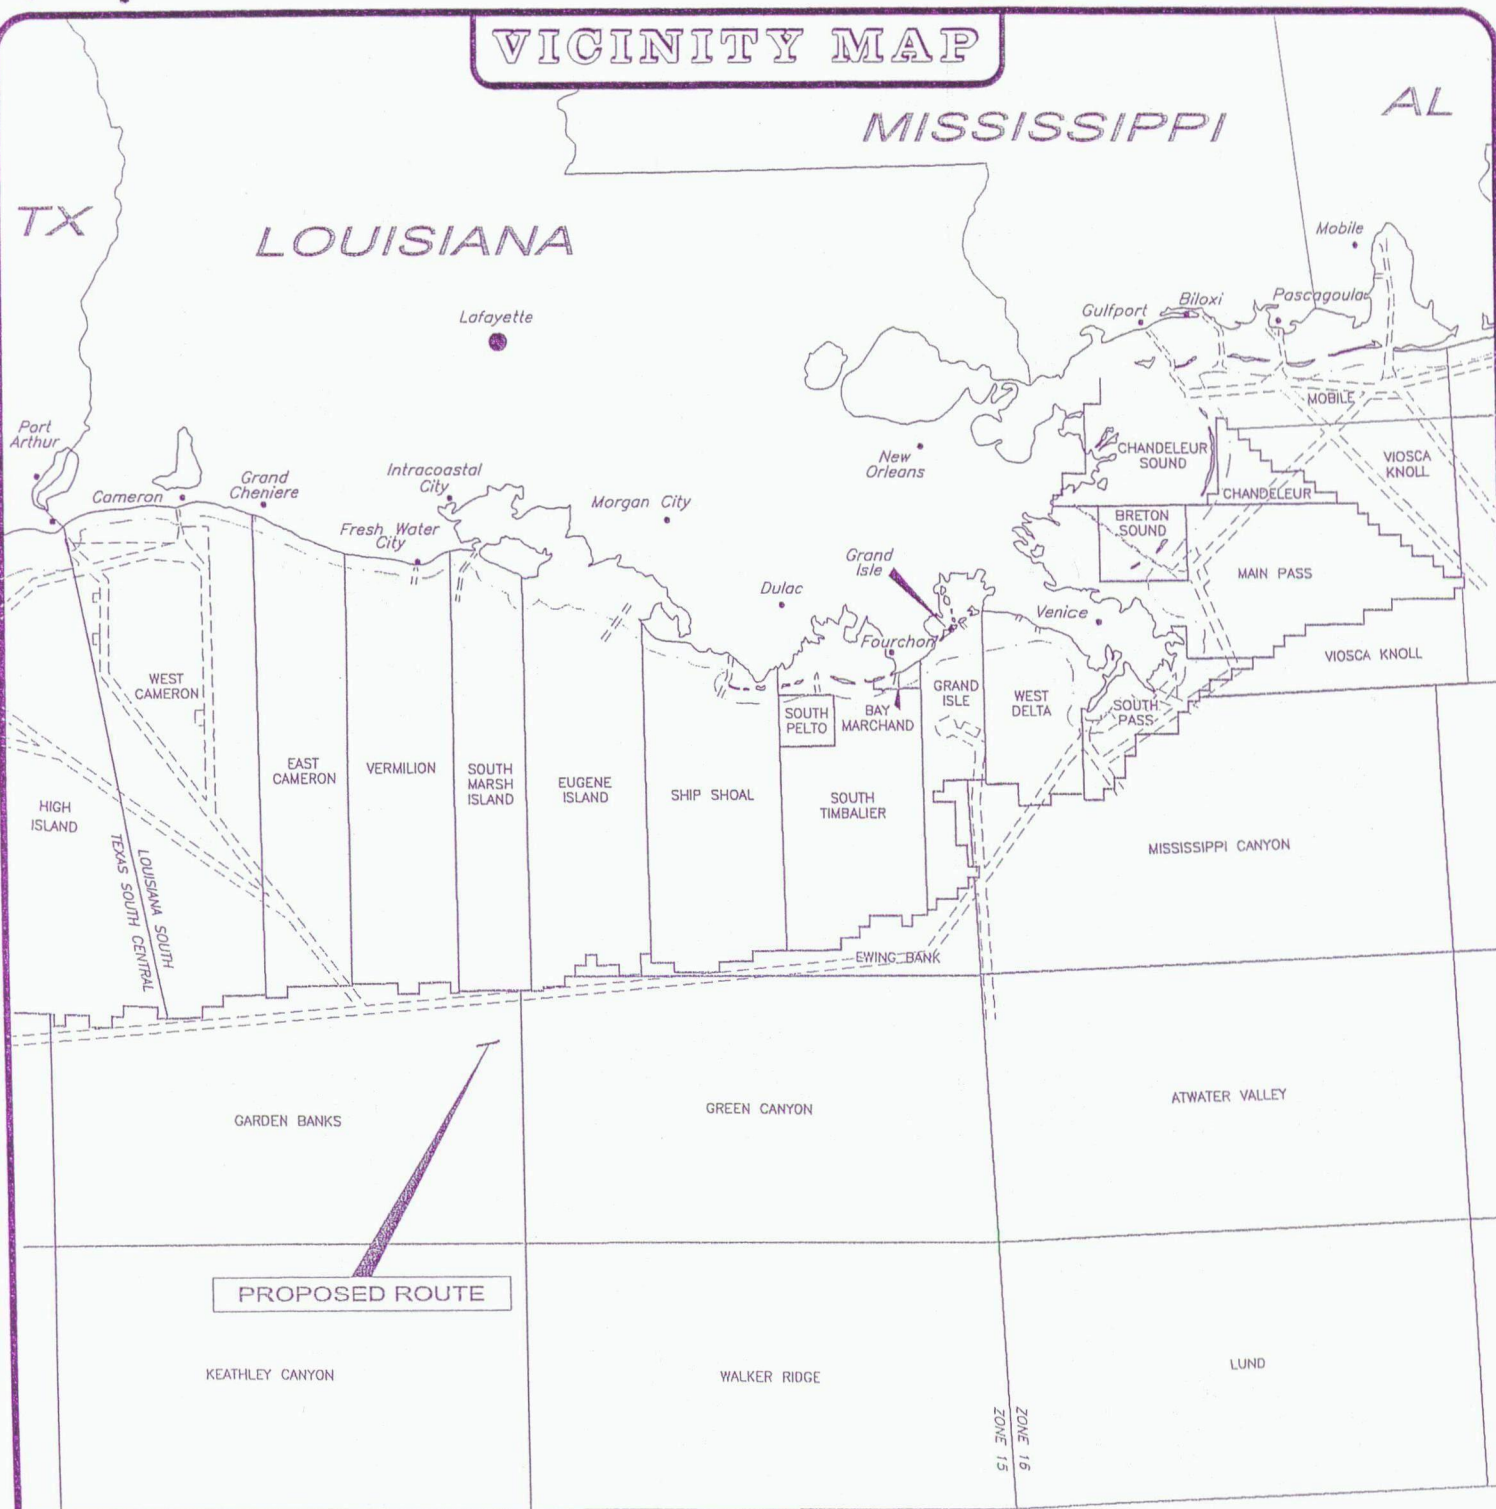 VICINITY MAP
MISSISSIPPI
AL
TX
LOUISIANA
Mobile
Lafayette
Gulfport
Biloxi
Pascagoula
MOBILE
Port
Arthur
Cameron
Grand
Cheniere
Intracoastal
City
Fresh Water
City
Morgan City
New
Orleans
CHANDELEUR
SOUND
VIOSCA
KNOLL
CHANDELEUR
BRETON
SOUND
MAIN PASS
Grand
Isle
Dulac
Venice
Fourchon
VIOSCA KNOLL
WEST
CAMERON
GRAND
ISLE
WEST
DELTA
SOUTH
PASS
SOUTH
PELTO
BAY
MARCHAND
EAST
CAMERON
VERMILION
SOUTH
MARSH
ISLAND
EUGENE
ISLAND
SHIP SHOAL
SOUTH
TIMBALIER
HIGH
ISLAND
LOUISIANA SOUTH
TEXAS SOUTH CENTRAL
MISSISSIPPI CANYON
EWING BANK
GARDEN BANKS
GREEN CANYON
ATWATER VALLEY
PROPOSED ROUTE
KEATHLEY CANYON
WALKER RIDGE
LUND
ZONE 15
ZONE 16